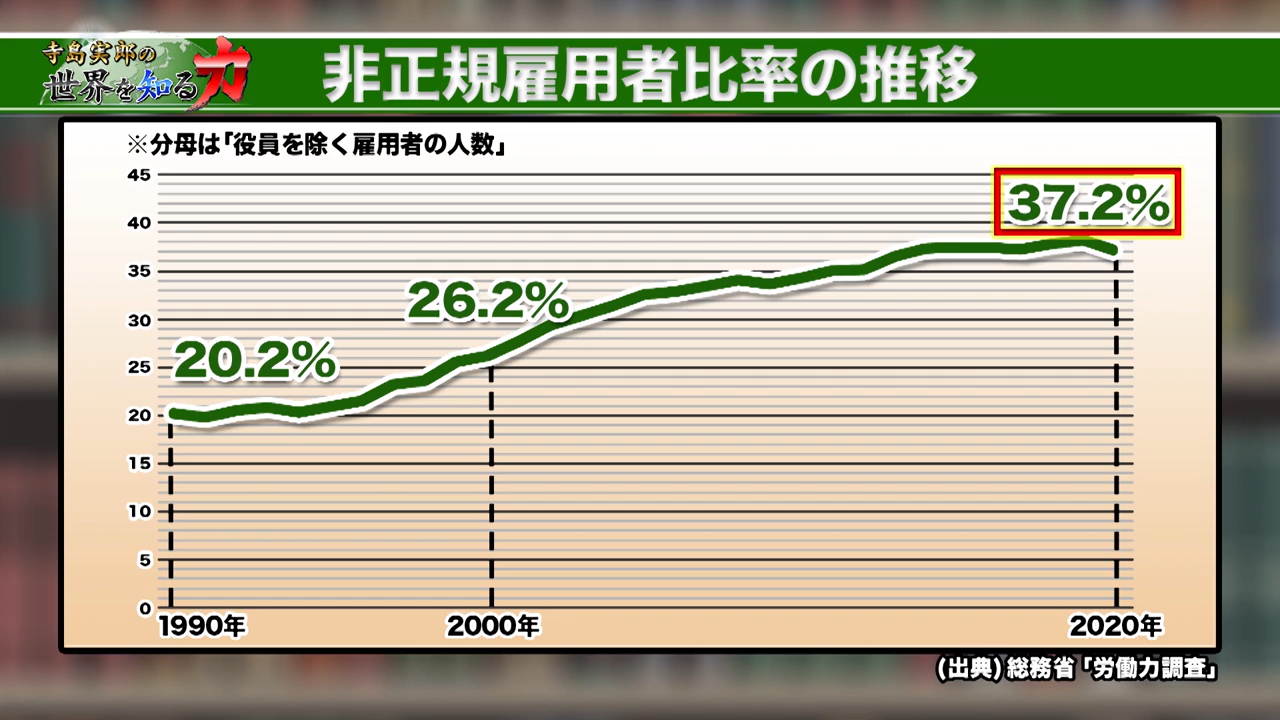 寺島実郎の
世界を知る力
非正規雇用者比率の推移
※分母は「役員を除く雇用者の人数」
45
40
35
30
25
20
15
10
5
0
37.2%
26.2%
20.2%
1990年
2000年
2020年
(出典)総務省「労働力調査」